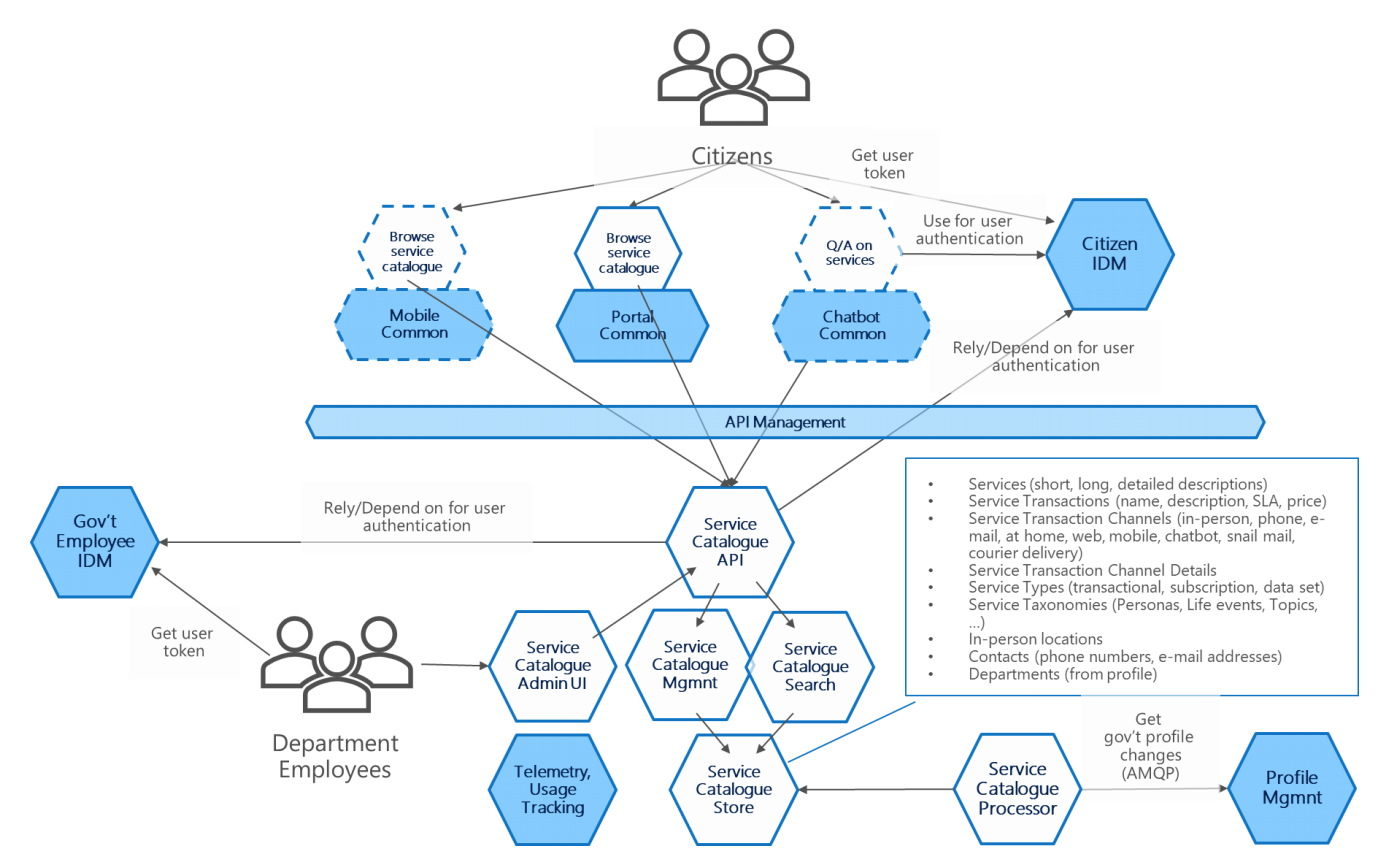 Citizens
Get user
token
Use for user
authentication
Browse
service
catalogue
Browse
service
catalogue
Q/A on
services
Citizen
IDM
Mobile
Common
Portal
Common
Chatbot
Common
Rely/Depend on for user
authentication
API Management
• Services (short, long, detailed descriptions)
• Service Transactions (name, description, SLA, price)
• Service Transaction Channels (in-person, phone, e-
mail, at home, web, mobile, chatbot, snail mail,
courier delivery)
• Service Transaction Channel Details
• Service Types (transactional, subscription, data set)
• Service Taxonomies (Personas, Life events, Topics,
...)
• In-person locations
• Contacts (phone numbers, e-mail addresses)
• Departments (from profile)
Gov't
Employee
IDM
Rely/Depend on for user
authentication
Service
Catalogue
API
Get user
token
Service
Catalogue
Admin UI
Service
Catalogue
Mgmnt
Service
Catalogue
Search
Department
Employees
Telemetry,
Usage
Tracking
Service
Catalogue
Store
Service
Catalogue
Processor
Get
gov't profile
changes
(AMQP)
Profile
Mgmnt